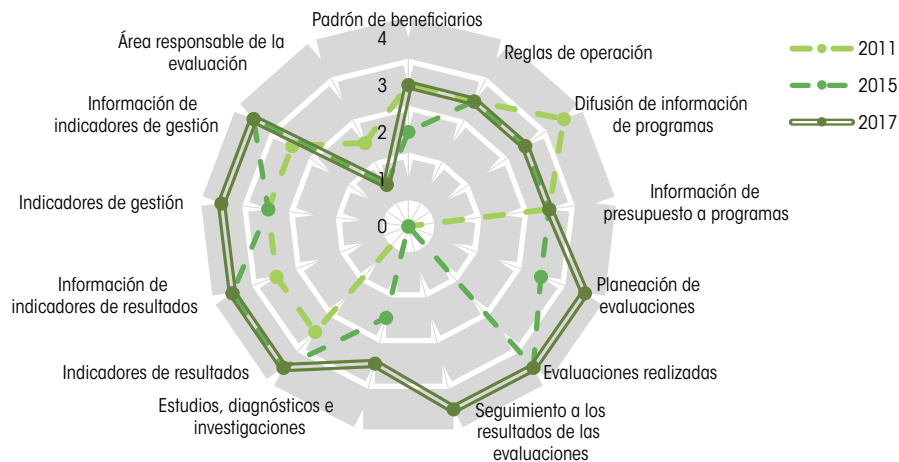 Padrón de beneficiarios
Reglas de operación
Difusión de información
de programas
Información de
presupuesto a programas
Planeación de
evaluaciones
Evaluaciones realizadas
Seguimiento a los
resultados de las
evaluaciones
Estudios, diagnósticos e
investigaciones
Indicadores de resultados
Información de
indicadores de resultados
Indicadores de gestión
Información de
indicadores de gestión
Área responsable de la
evaluación
4
3
2
1
0
2011
2015
2017